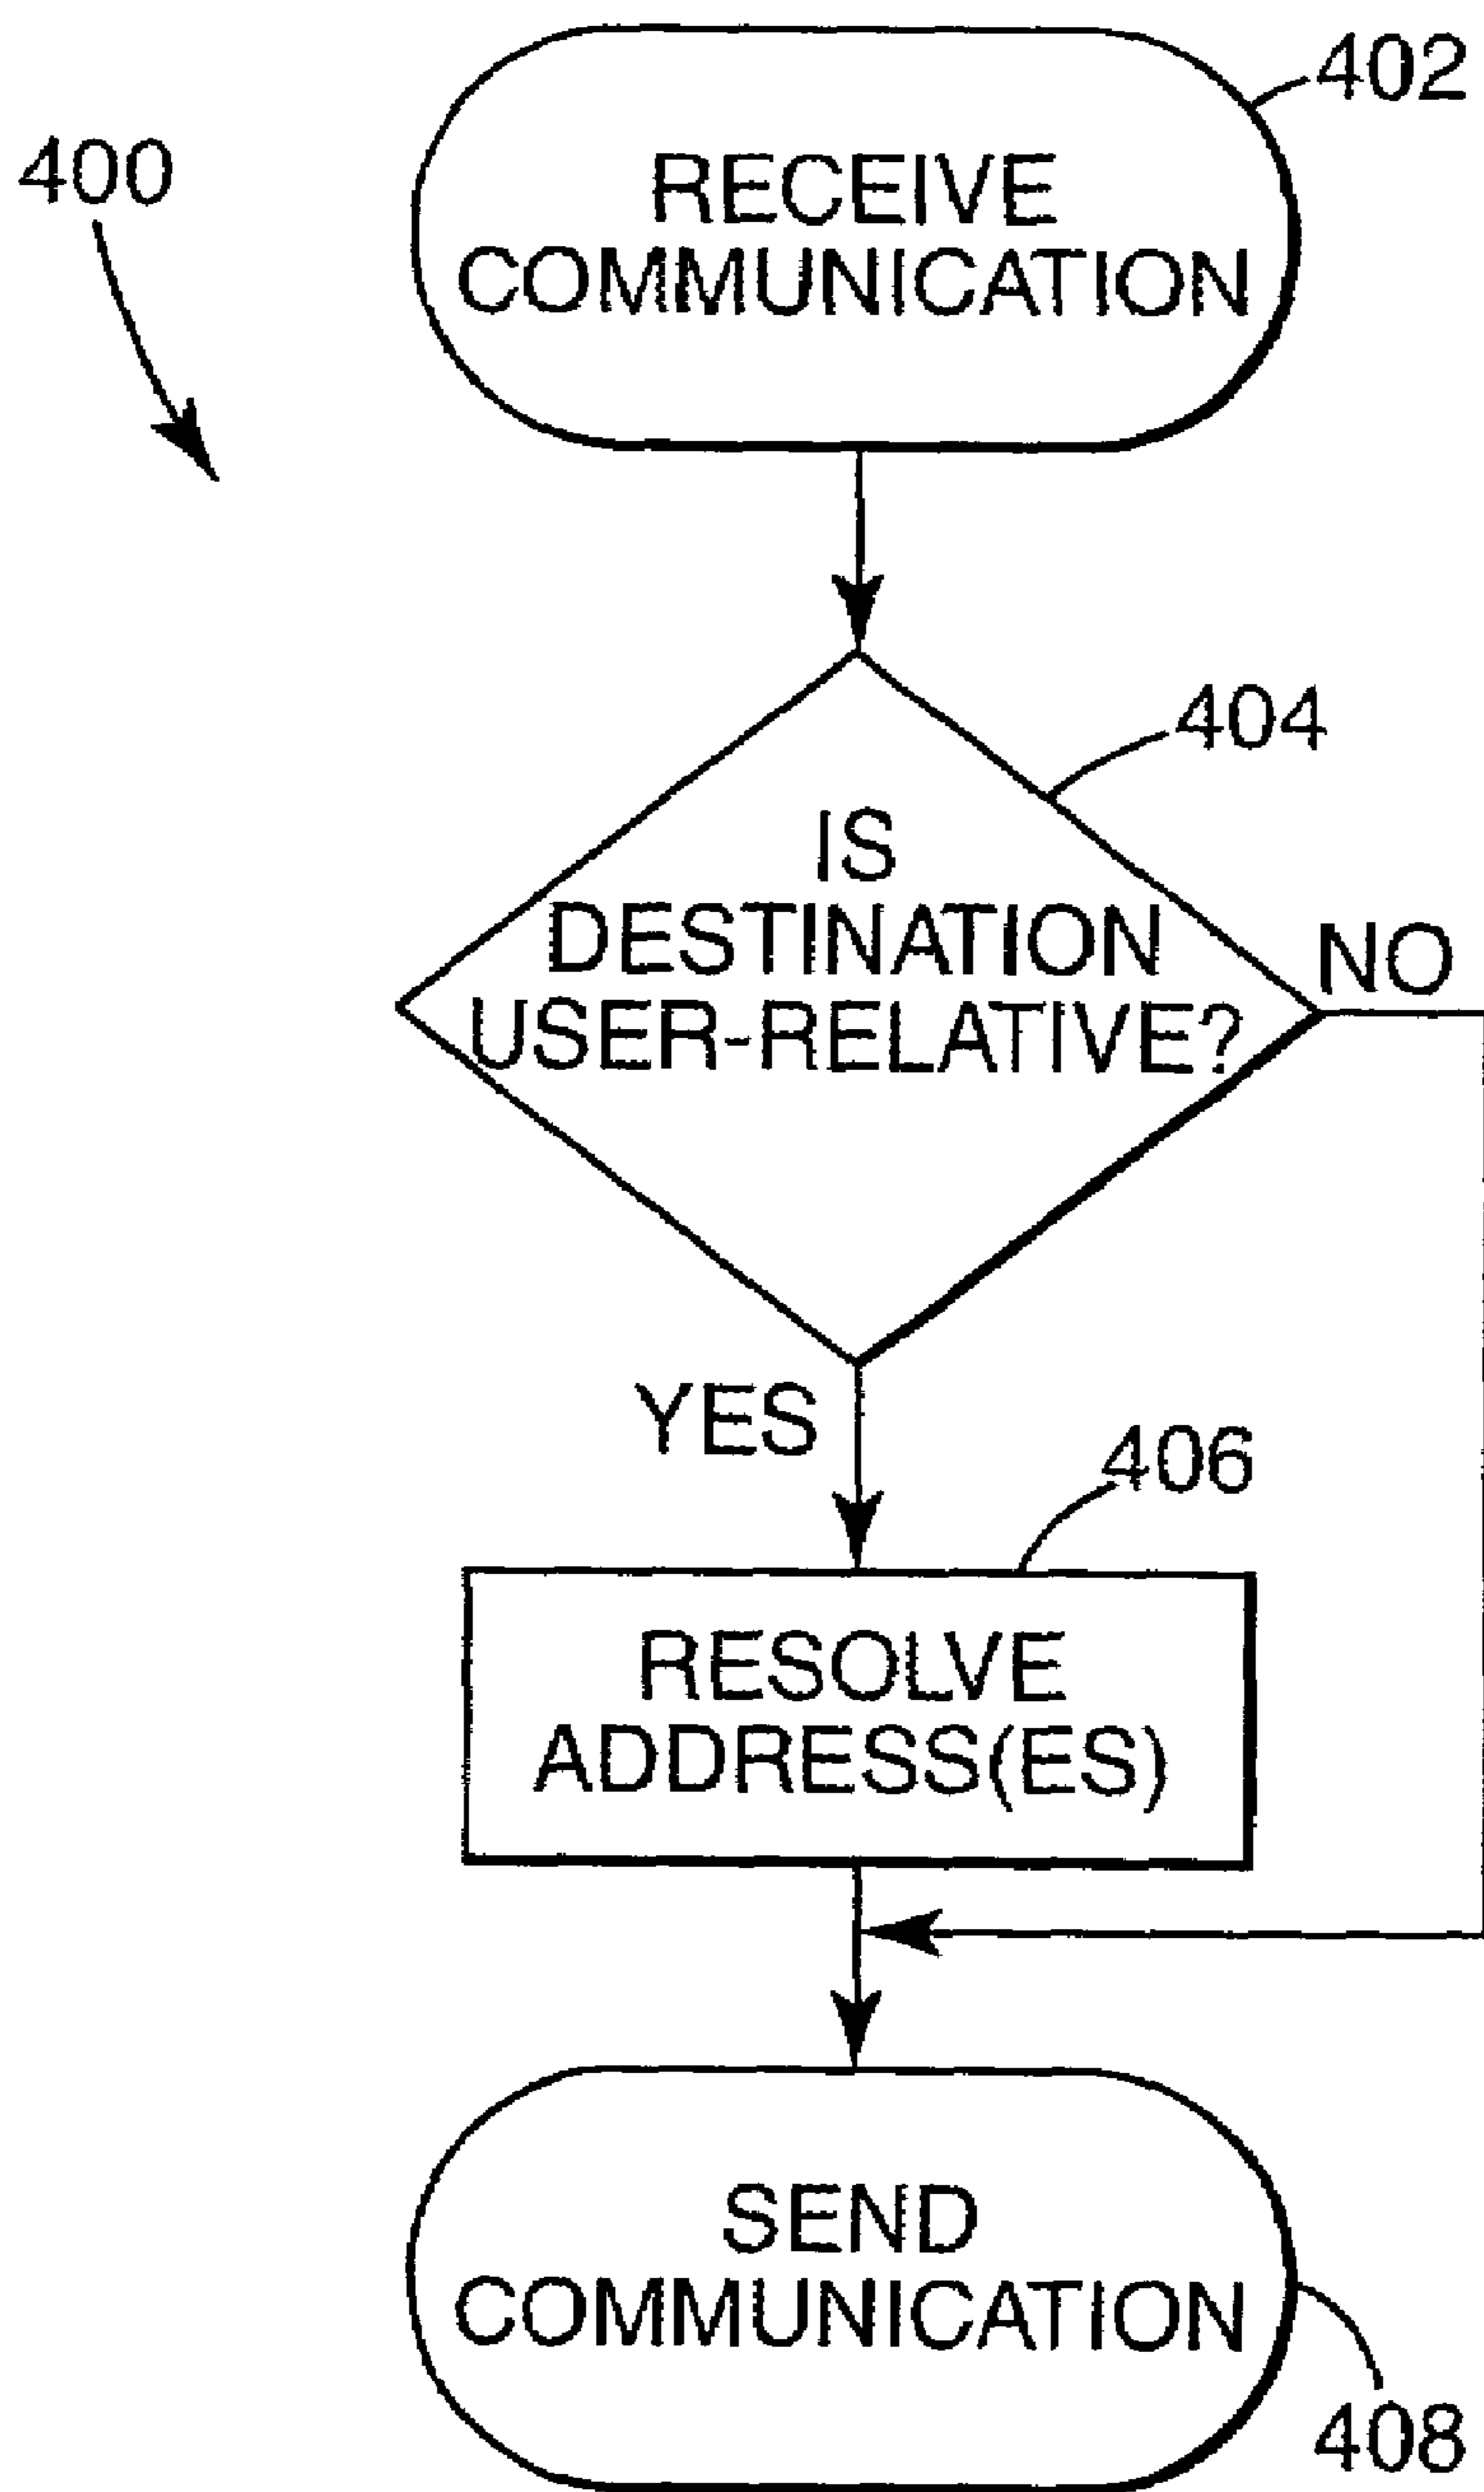 400
402
RECEIVE
COMMUNICATION
404
IS
DESTINATION
USER-RELATIVE?
NO
YES
406
RESOLVE
ADDRESS(ES)
SEND
COMMUNICATION
408